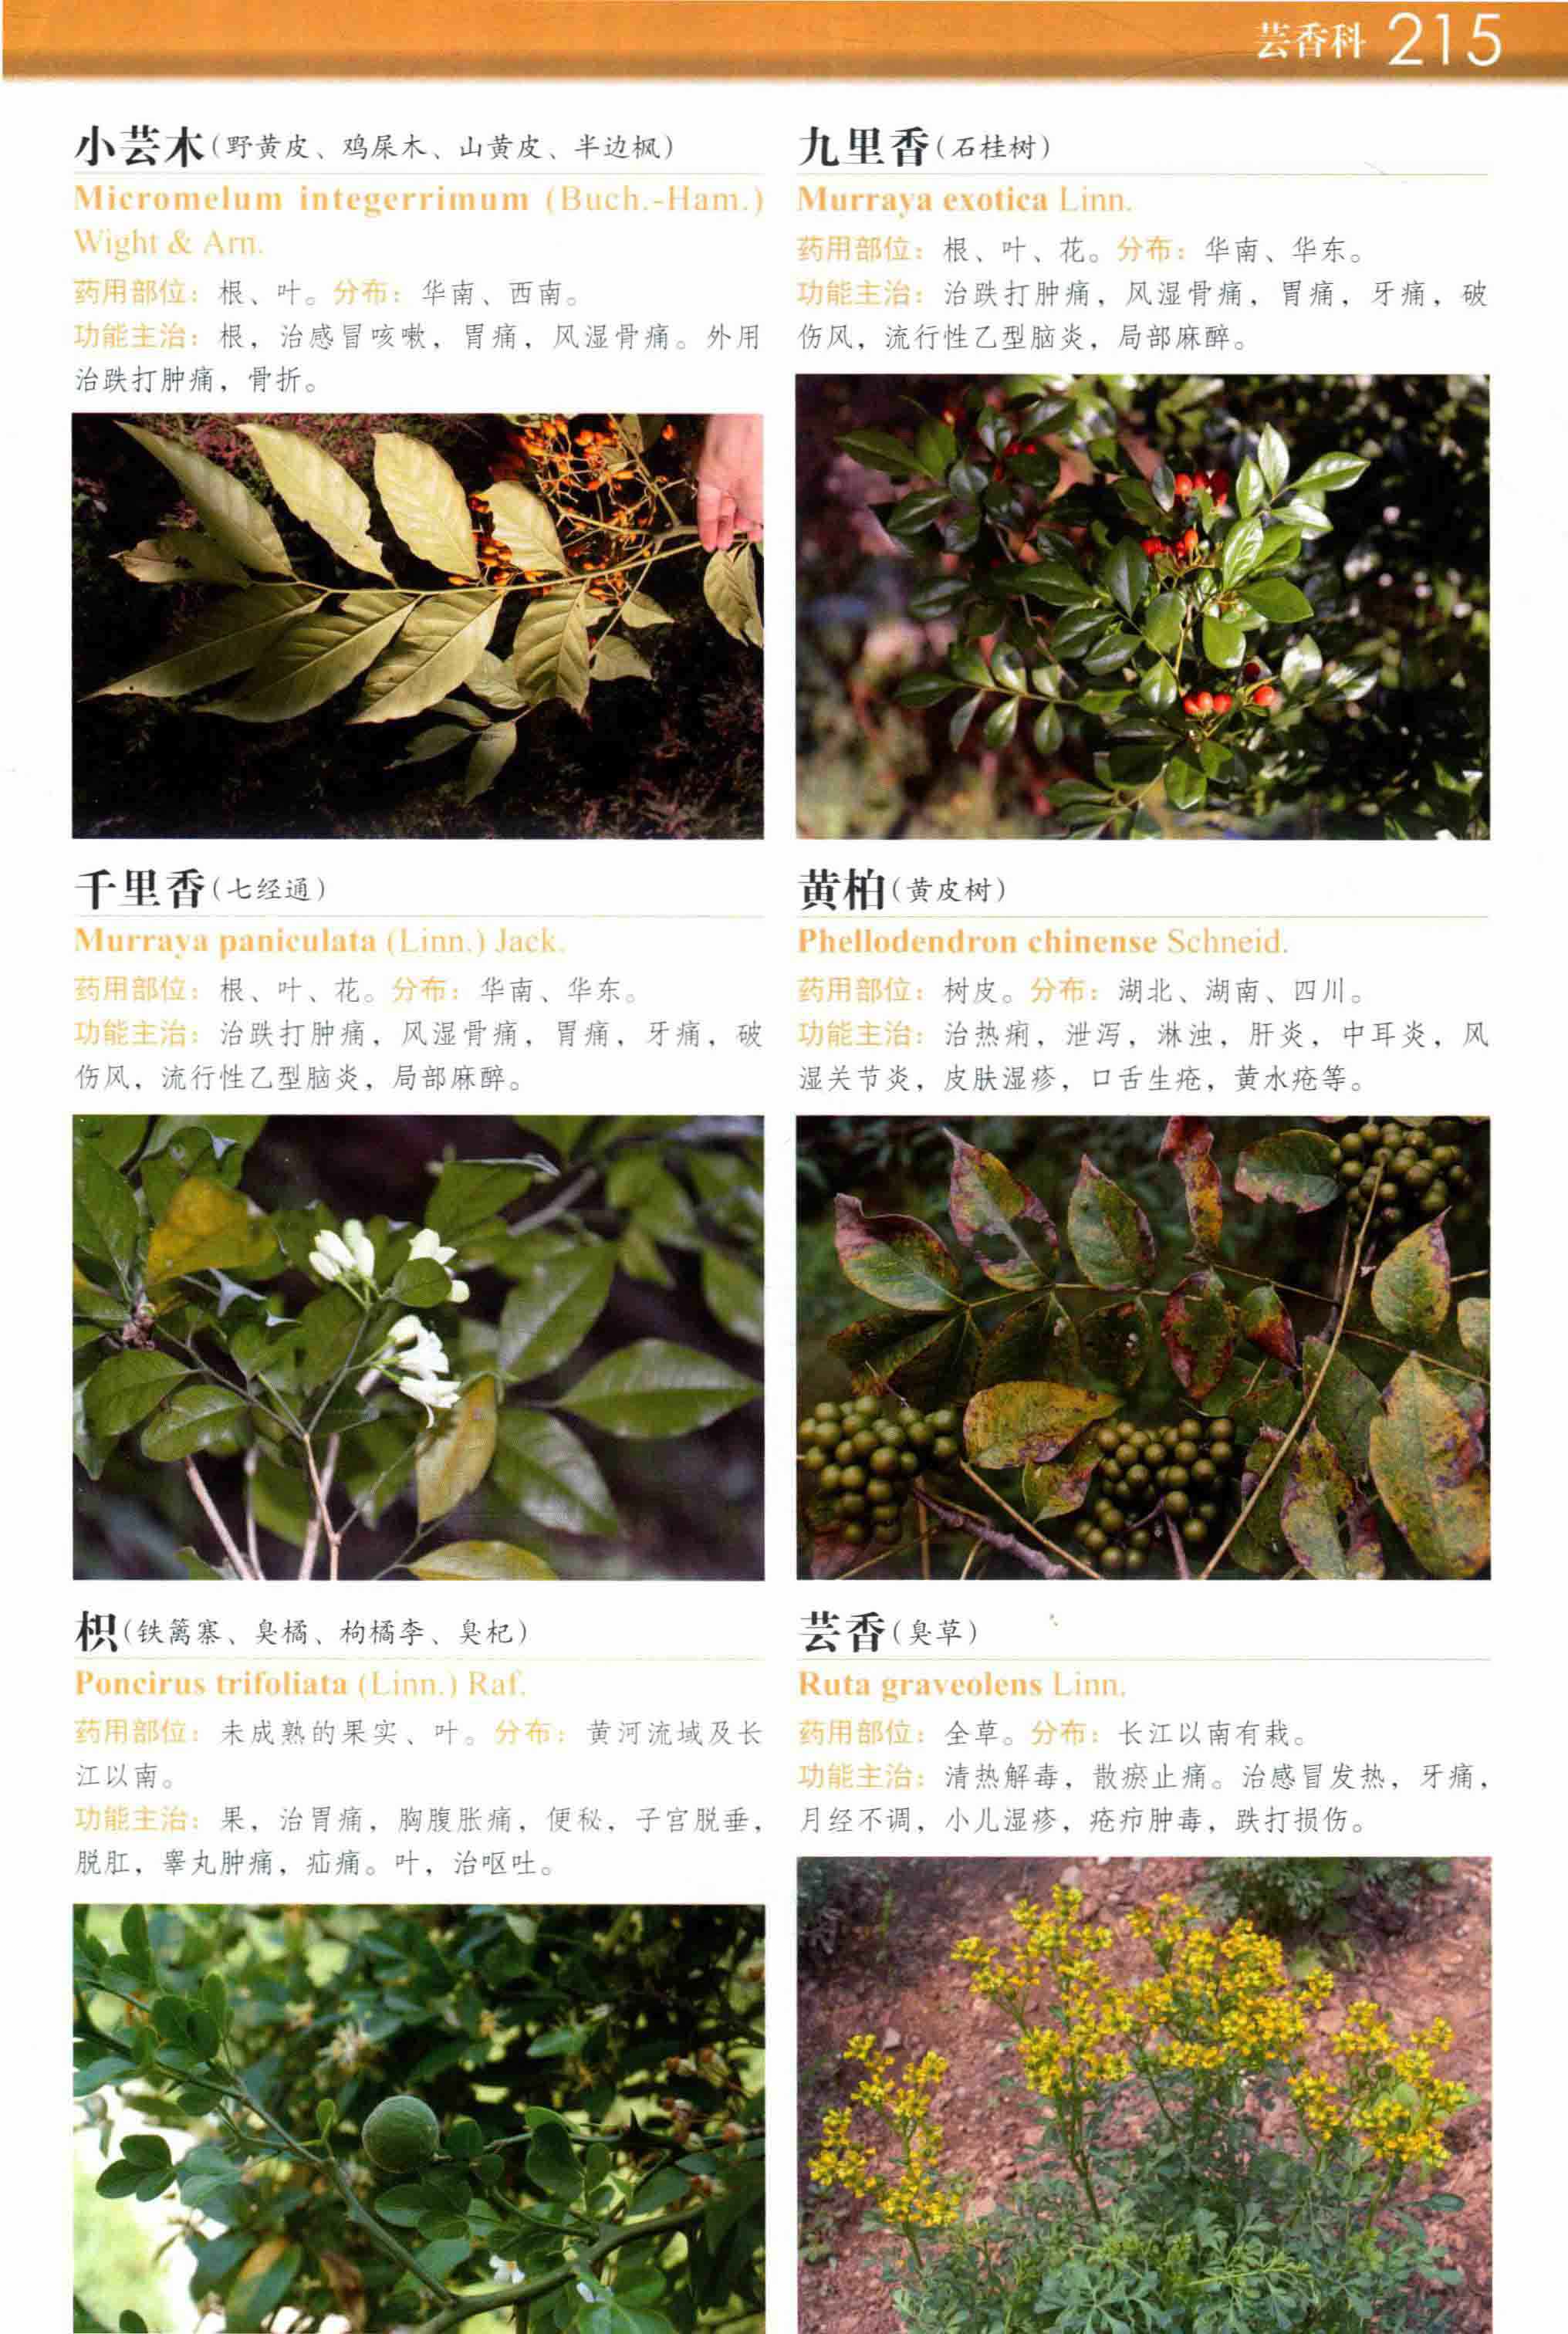 芸香科 215
小芸木(野黄皮、鸡屎木、山黄皮、半边枫)
Micromelum integerrimum (Buch.-Ham.)
Wight & Arn.
药用部位：根、叶。分布：华南、西南。
功能主治：根，治感冒咳嗽，胃痛，风湿骨痛。外用
治跌打肿痛，骨折。
九里香(石桂树)
Murraya exotica Linn.
药用部位：根、叶、花。分布：华南、华东。
功能主治：治跌打肿痛，风湿骨痛，胃痛，牙痛，破
伤风，流行性乙型脑炎，局部麻醉。
千里香(七经通)
Murraya paniculata (Linn.) Jack.
药用部位：根、叶、花。分布：华南、华东。
功能主治：治跌打肿痛，风湿骨痛，胃痛，牙痛，破
伤风，流行性乙型脑炎，局部麻醉。
黄柏(黄皮树)
Phellodendron chinense Schneid.
药用部位：树皮。分布：湖北、湖南、四川。
功能主治：治热痢，泄泻，淋浊，肝炎，中耳炎，风
湿关节炎，皮肤湿疹，口舌生疮，黄水疮等。
枳(铁篱寨、臭橘、枸橘李、臭杞)
Poncirus trifoliata (Linn.) Raf.
药用部位：未成熟的果实、叶。分布：黄河流域及长
江以南。
功能主治：果，治胃痛，胸腹胀痛，便秘，子宫脱垂，
脱肛，睾丸肿痛，疝痛。叶，治呕吐。
芸香(臭草)
Ruta graveolens Linn.
药用部位：全草。分布：长江以南有栽。
功能主治：清热解毒，散瘀止痛。治感冒发热，牙痛，
月经不调，小儿湿疹，疮疖肿毒，跌打损伤。